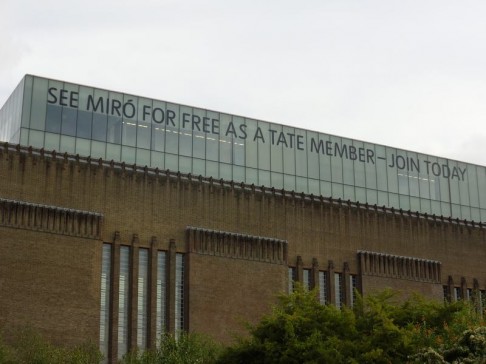 SEE MIRÓ FOR FREE AS A TATE MEMBER – JOIN TODAY